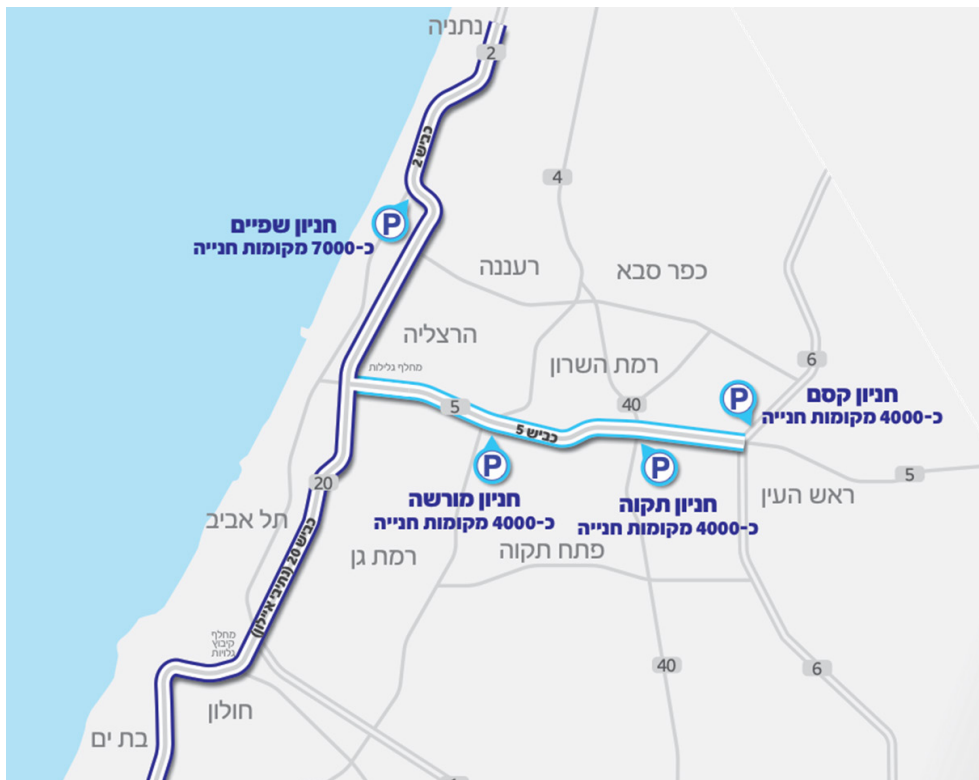 נתניה
2
כביש 2
4
חניון שפיים
כ-7000 מקומות חנייה
רעננה
כפר סבא
הרצליה
רמת השרון
6
מחלף גלילות
5
40
חניון קסם
כ-4000 מקומות חנייה
כביש 5
חניון מורשה
כ-4000 מקומות חנייה
חניון תקוה
כ-4000 מקומות חנייה
ראש העין
5
20
תל אביב
רמת גן
פתח תקוה
כביש 20 (נתיבי איילון)
מחלף
קיבוץ
גלויות
40
6
חולון
בת ים
P
P
P
P